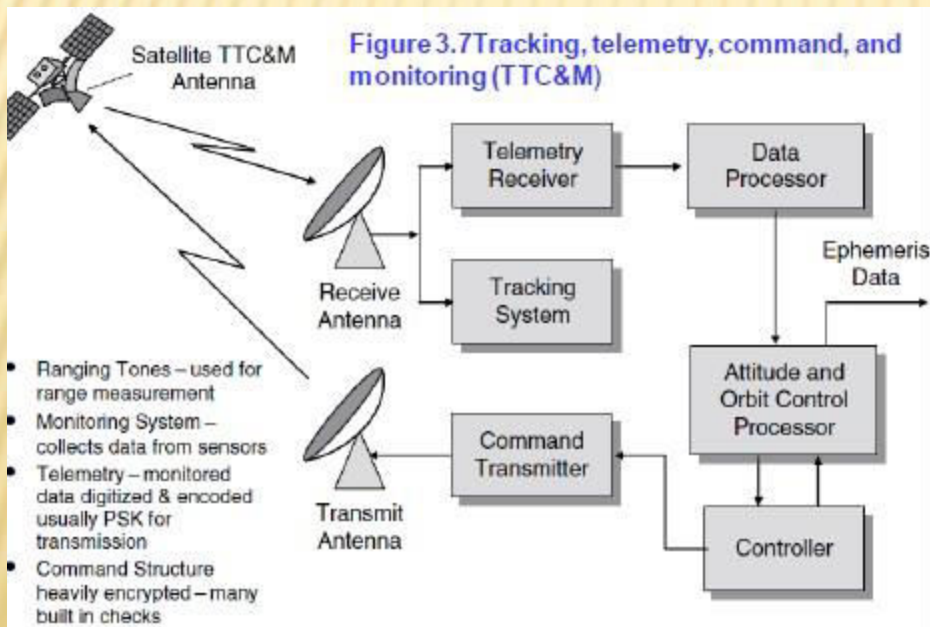 Figure 3.7Tracking, telemetry, command, and
monitoring (TTC&M)
Satellite TTC&M
Antenna
Telemetry
Receiver
Data
Processor
Receive
Antenna
Tracking
System
Ephemeris
Data
Attitude and
Orbit Control
Processor
Command
Transmitter
Transmit
Antenna
Controller
• Ranging Tones – used for
range measurement
• Monitoring System –
collects data from sensors
• Telemetry – monitored
data digitized & encoded
usually PSK for
transmission
• Command Structure
heavily encrypted – many
built in checks